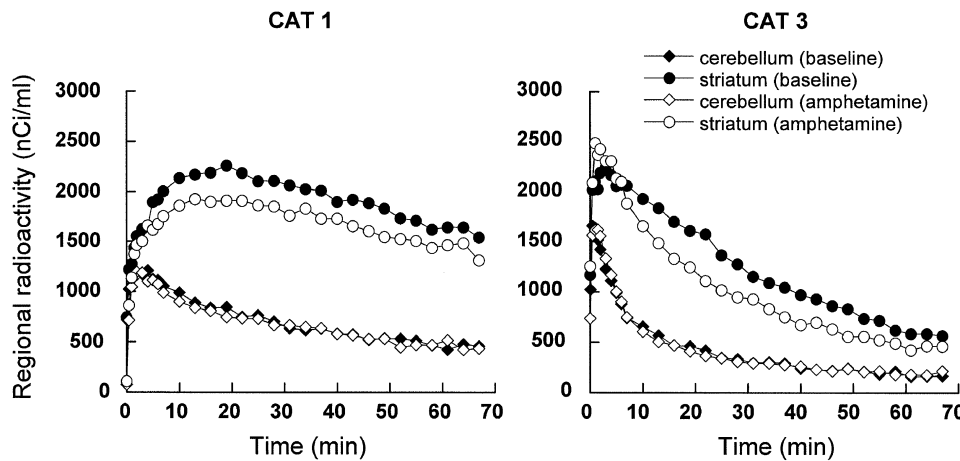 CAT 1
CAT 3
cerebellum (baseline)
striatum (baseline)
cerebellum (amphetamine)
striatum (amphetamine)
Regional radioactivity (nCi/ml)
3000
2500
2000
1500
1000
500
0
0 10 20 30 40 50 60 70
Time (min)
3000
2500
2000
1500
1000
500
0
0 10 20 30 40 50 60 70
Time (min)